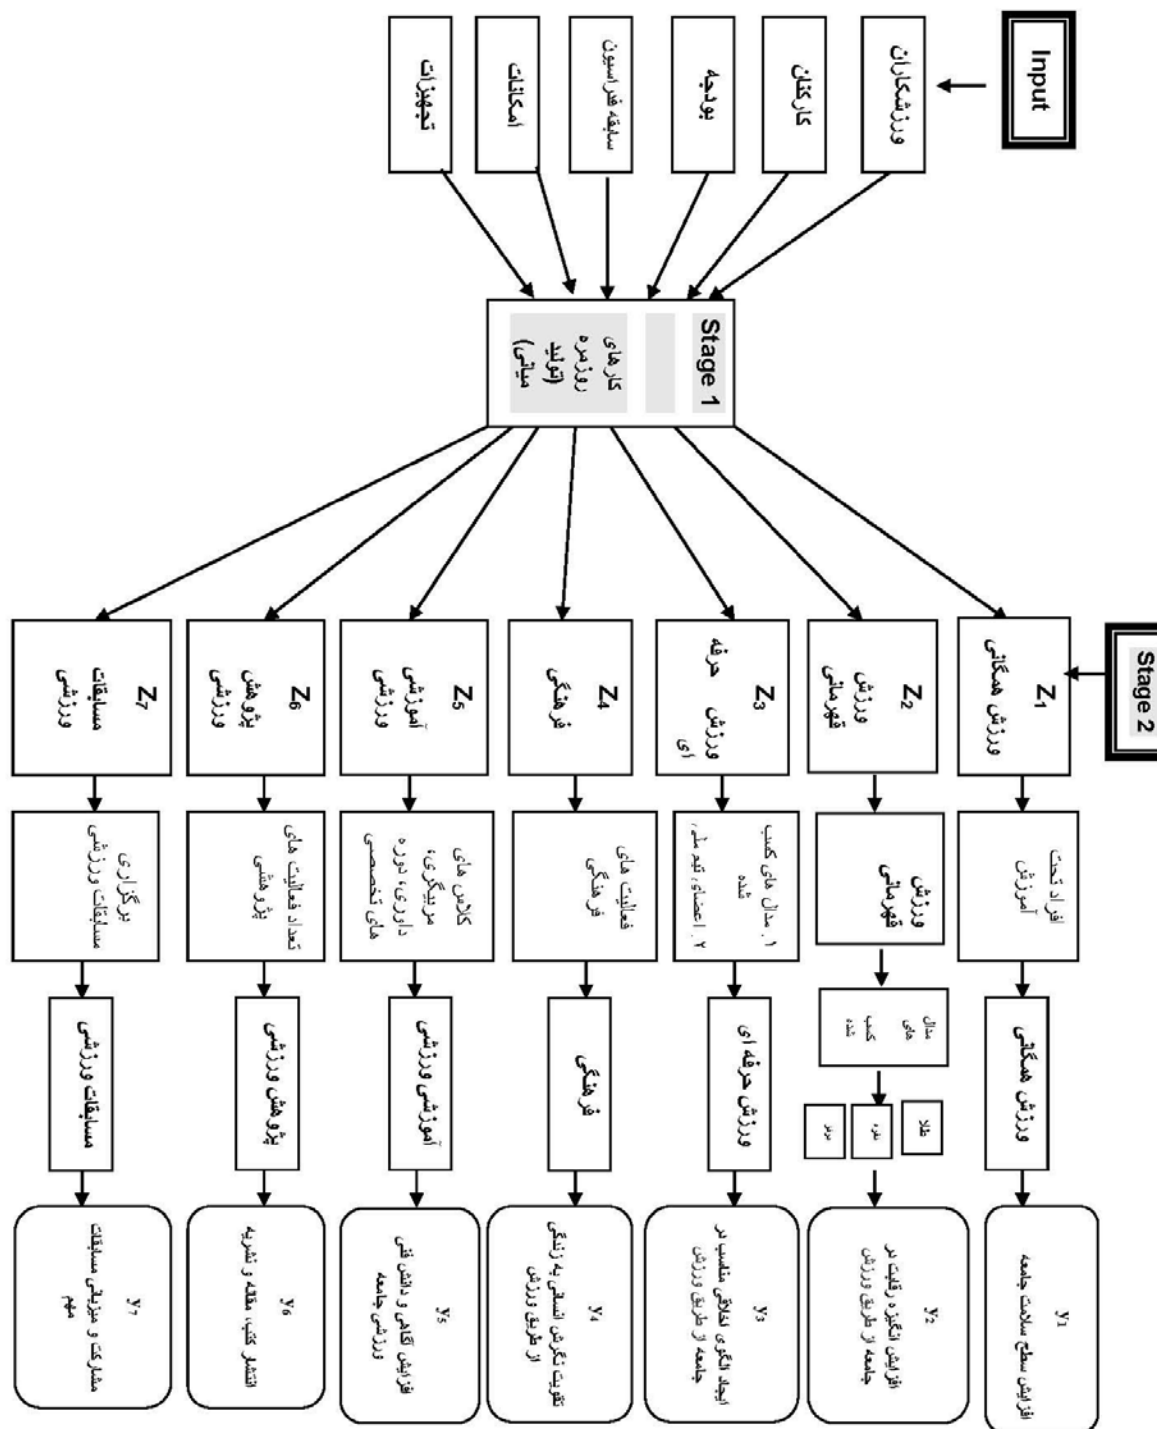 Input
ورزشکاران
کارکنان
بودجه
سابقه فدراسیون
امکانات
تجهیزات
Stage 1
کارهای
روزمره
(تولید
میانی)
Stage 2
Z1
ورزش همگانی
Z2
ورزش
قهرمانی
Z3
ورزش حرفه
ای
Z4
فرهنگی
Z5
آموزشی
ورزشی
Z6
پژوهش
ورزشی
Z7
مسابقات
ورزشی
افراد تحت
آموزش
ورزش
قهرمانی
۱. مدال های کسب
شده
۲. اعضای تیم ملی
فعالیت های
فرهنگی
کلاس های
مربیگری،
داوری، دوره
های تخصصی
تعداد فعالیت های
پژوهشی
برگزاری
مسابقات ورزشی
مدال
های
کسب
شده
طلا
نقره
برنز
ورزش همگانی
ورزش حرفه ای
فرهنگی
آموزشی ورزشی
پژوهش ورزشی
مسابقات ورزشی
y1
افزایش سطح سلامت جامعه
y2
افزایش انگیزه رقابت در
جامعه از طریق ورزش
y3
ایجاد الگوی اخلاقی مناسب در
جامعه از طریق ورزش
y4
تقویت نگرش انسانی به زندگی
از طریق ورزش
y5
افزایش آگاهی و دانش فنی
ورزشی جامعه
y6
انتشار کتب، مقاله و نشریه
y7
مشارکت و میزبانی مسابقات
مهم